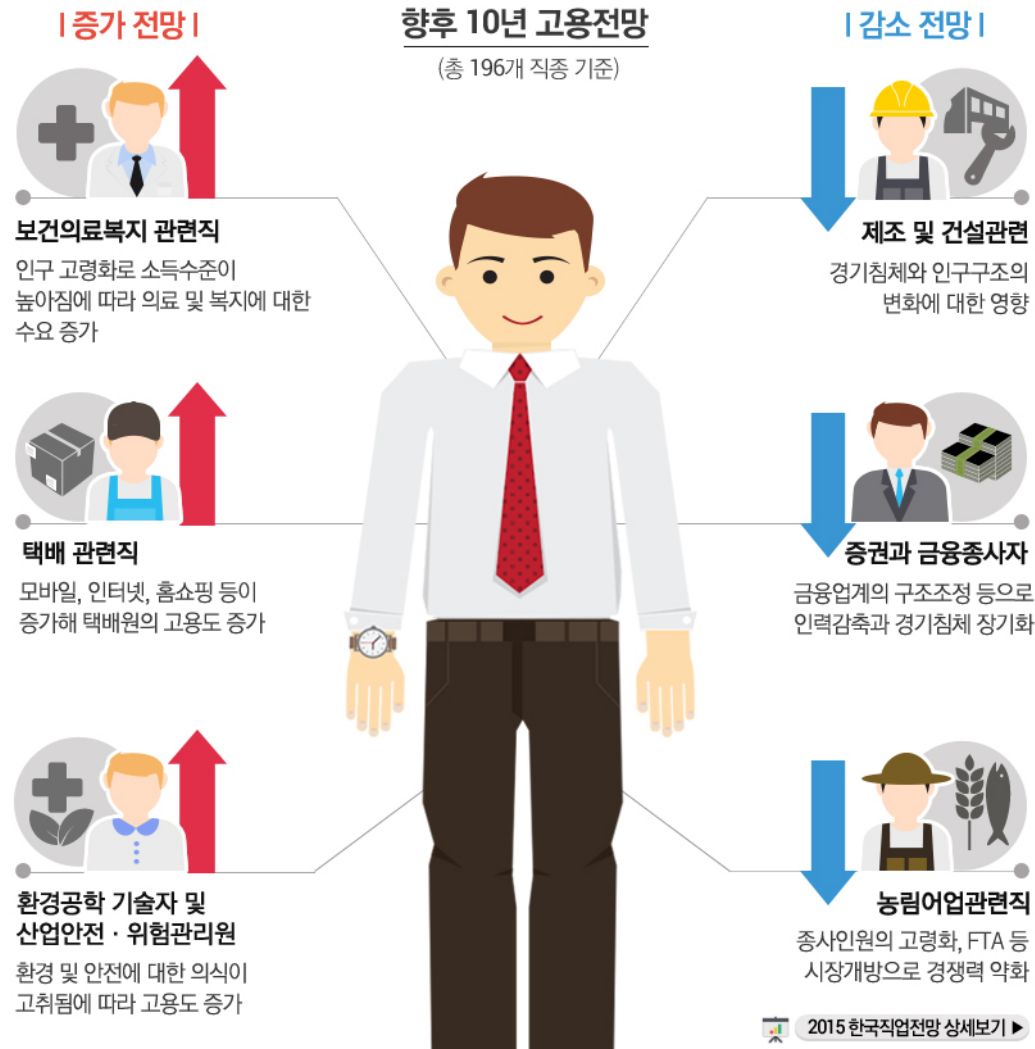 향후 10년 고용전망
(총 196개 직종 기준)
| 증가 전망 |
보건의료복지 관련직
인구 고령화로 소득수준이
높아짐에 따라 의료 및 복지에 대한
수요 증가
택배 관련직
모바일, 인터넷, 홈쇼핑 등이
증가해 택배원의 고용도 증가
환경공학 기술자 및
산업안전 · 위험관리원
환경 및 안전에 대한 의식이
고취됨에 따라 고용도 증가
| 감소 전망 |
제조 및 건설관련
경기침체와 인구구조의
변화에 대한 영향
증권과 금융종사자
금융업계의 구조조정 등으로
인력감축과 경기침체 장기화
농림어업관련직
종사인원의 고령화, FTA 등
시장개방으로 경쟁력 약화
2015 한국직업전망 상세보기 ▶